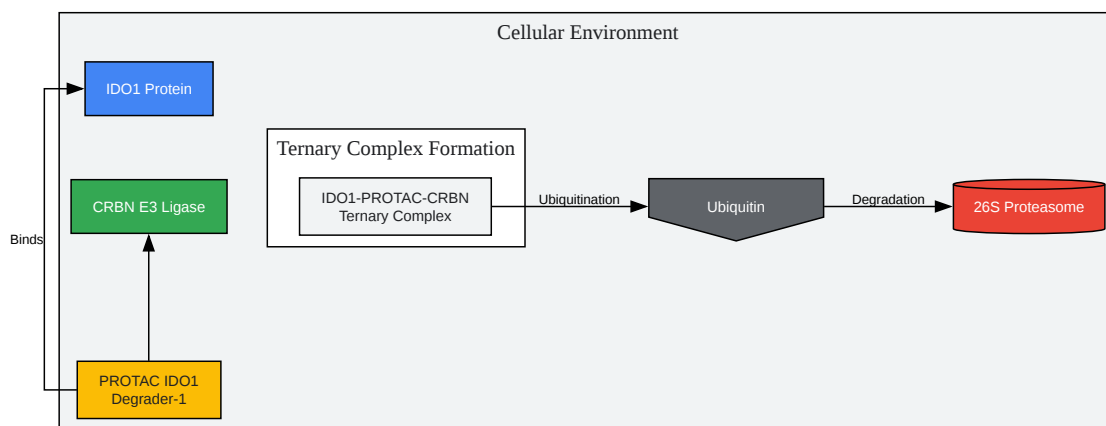 Cellular Environment
IDO1 Protein
Ternary Complex Formation
IDO1-PROTAC-CRBN
Ternary Complex
CRBN E3 Ligase
Ubiquitination
Ubiquitin
Degradation
26S Proteasome
Binds
PROTAC IDO1
Degrader-1